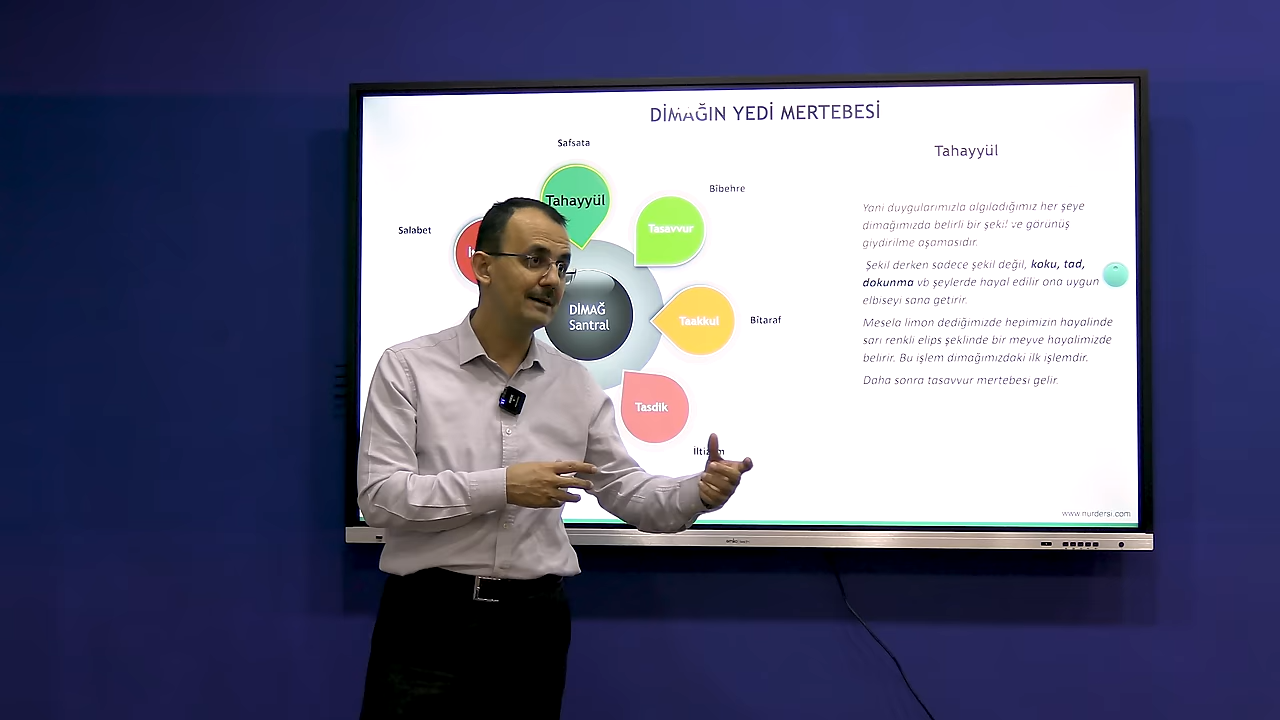 DİMAĞIN YEDİ MERTEBESİ
Safsata
Tahayyül
Bibehre
Tasavvur
Salabet
DİMAĞ
Santral
Taakkul
Bitaraf
Tasdik
Tahayyül
Yani duygularımızla algıladığımız her şeye
dimağımızda belirli bir şekil ve görünüş
giydirilme aşamasıdır.
Şekil derken sadece şekil değil, koku, tad,
dokunma vb şeylerde hayal edilir ona uygun
elbiseyi sana getirir.
Mesela limon dediğimizde hepimizin hayalinde
sarı renkli elips şeklinde bir meyve hayalimizde
belirir. Bu işlem dimağımızdaki ilk işlemdir.
Daha sonra tasavvur mertebesi gelir.
www.nurdersi.com